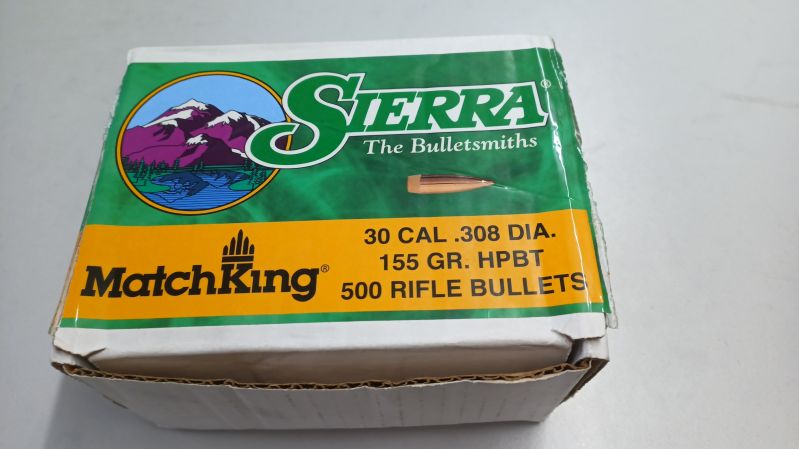 SIERRA®
The Bulletsmiths
MatchKing®
30 CAL .308 DIA.
155 GR. HPBT
500 RIFLE BULLETS